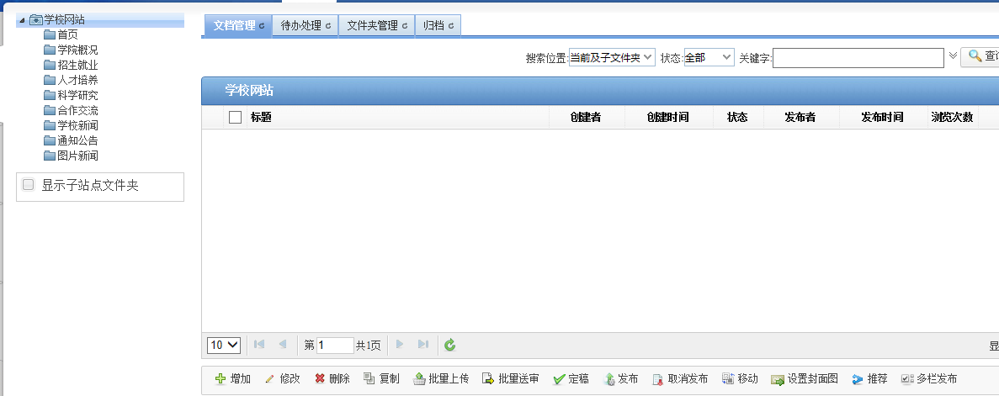 学校网站
首页
学院概况
招生就业
人才培养
科学研究
合作交流
学校新闻
通知公告
图片新闻
显示子站点文件夹
文档管理 待办处理 文件夹管理 归档
搜索位置: 当前及子文件夹 状态: 全部 关键字:
学校网站
标题 创建者 创建时间 状态 发布者 发布时间 浏览次数
10 第 1 共1页 显
增加 修改 删除 复制 批量上传 批量送审 定稿 发布 取消发布 移动 设置封面图 推荐 多栏发布